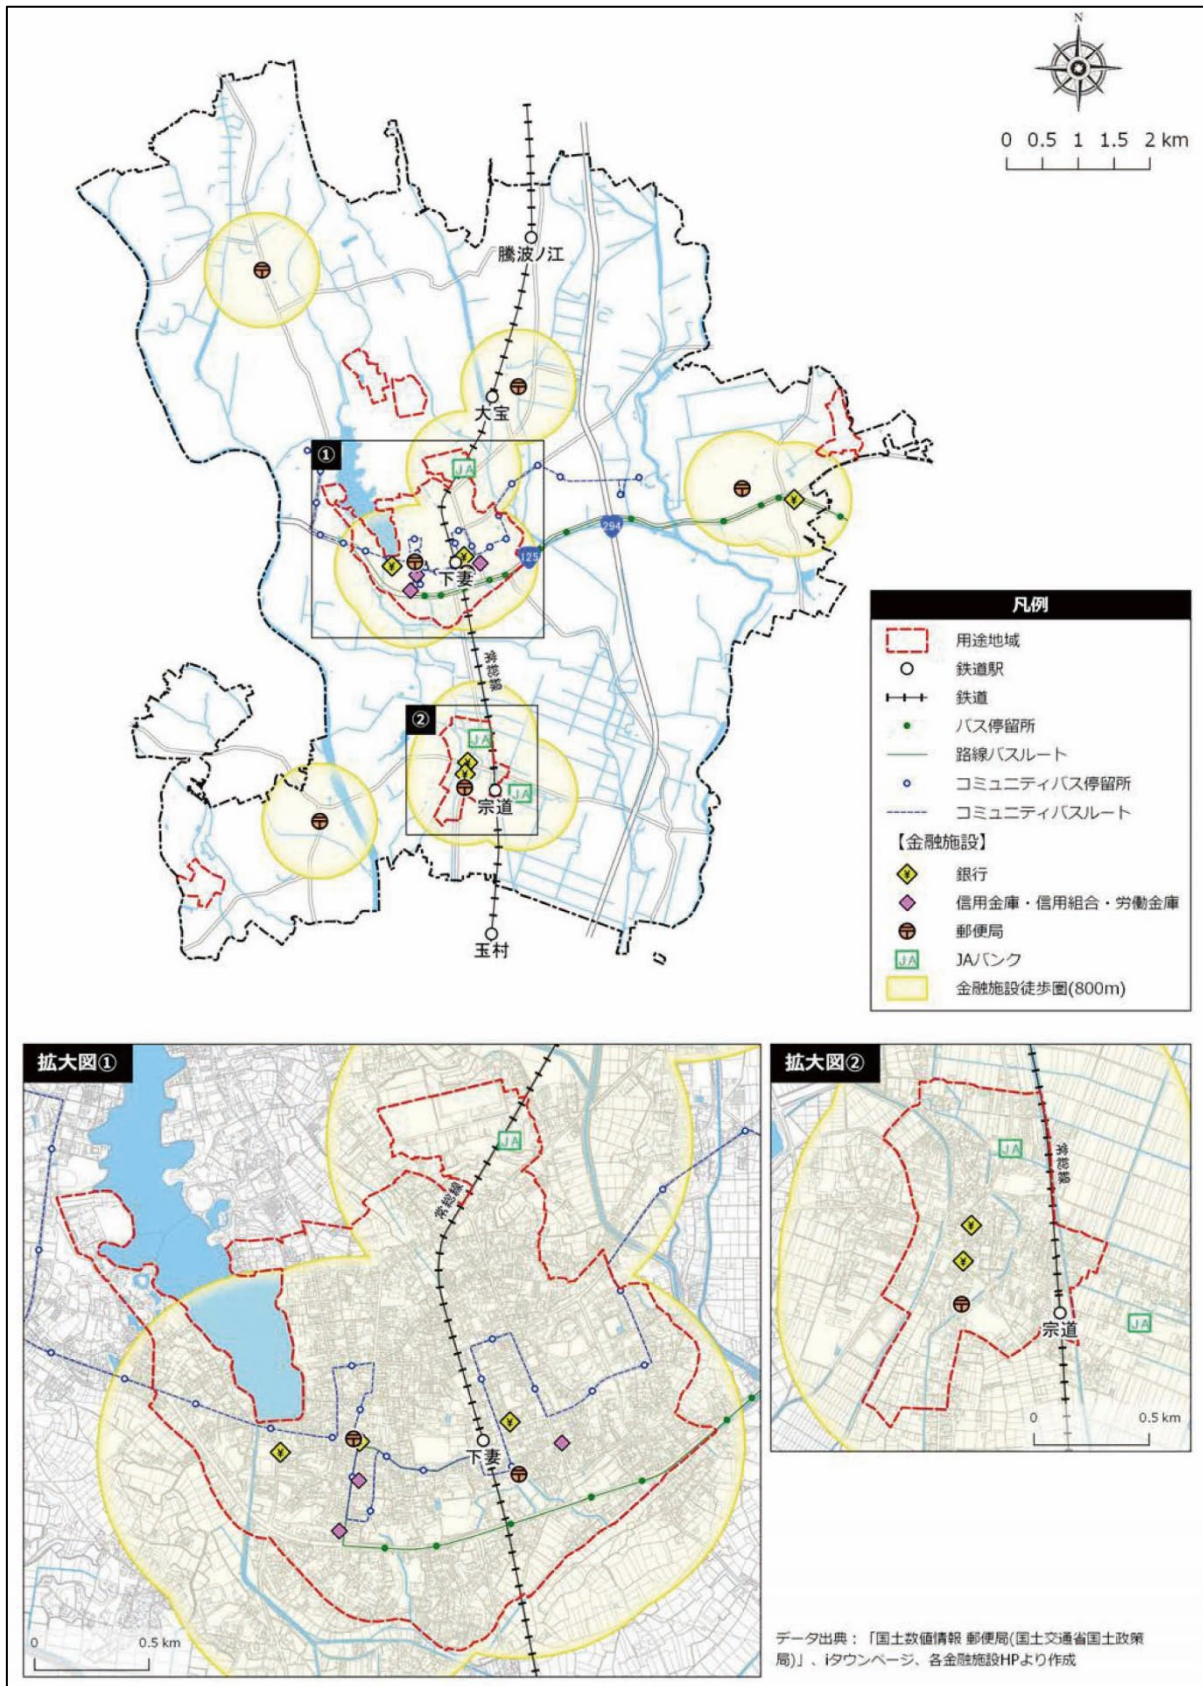 N
0 0.5 1 1.5 2 km
騰波ノ江
大宝
①
JA
294
125
¥
¥
¥
下妻
常総線
②
JA
¥
¥
宗道
JA
玉村
凡例
用途地域
鉄道駅
鉄道
バス停留所
路線バスルート
コミュニティバス停留所
コミュニティバスルート
【金融施設】
¥ 銀行
信用金庫・信用組合・労働金庫
郵便局
JA JAバンク
金融施設徒歩圏(800m)
拡大図①
JA
常総線
¥
¥
¥
下妻
0 0.5 km
拡大図②
JA
常総線
¥
¥
宗道
JA
0 0.5 km
データ出典：「国土数値情報 郵便局(国土交通省国土政策
局)」、iタウンページ、各金融施設HPより作成